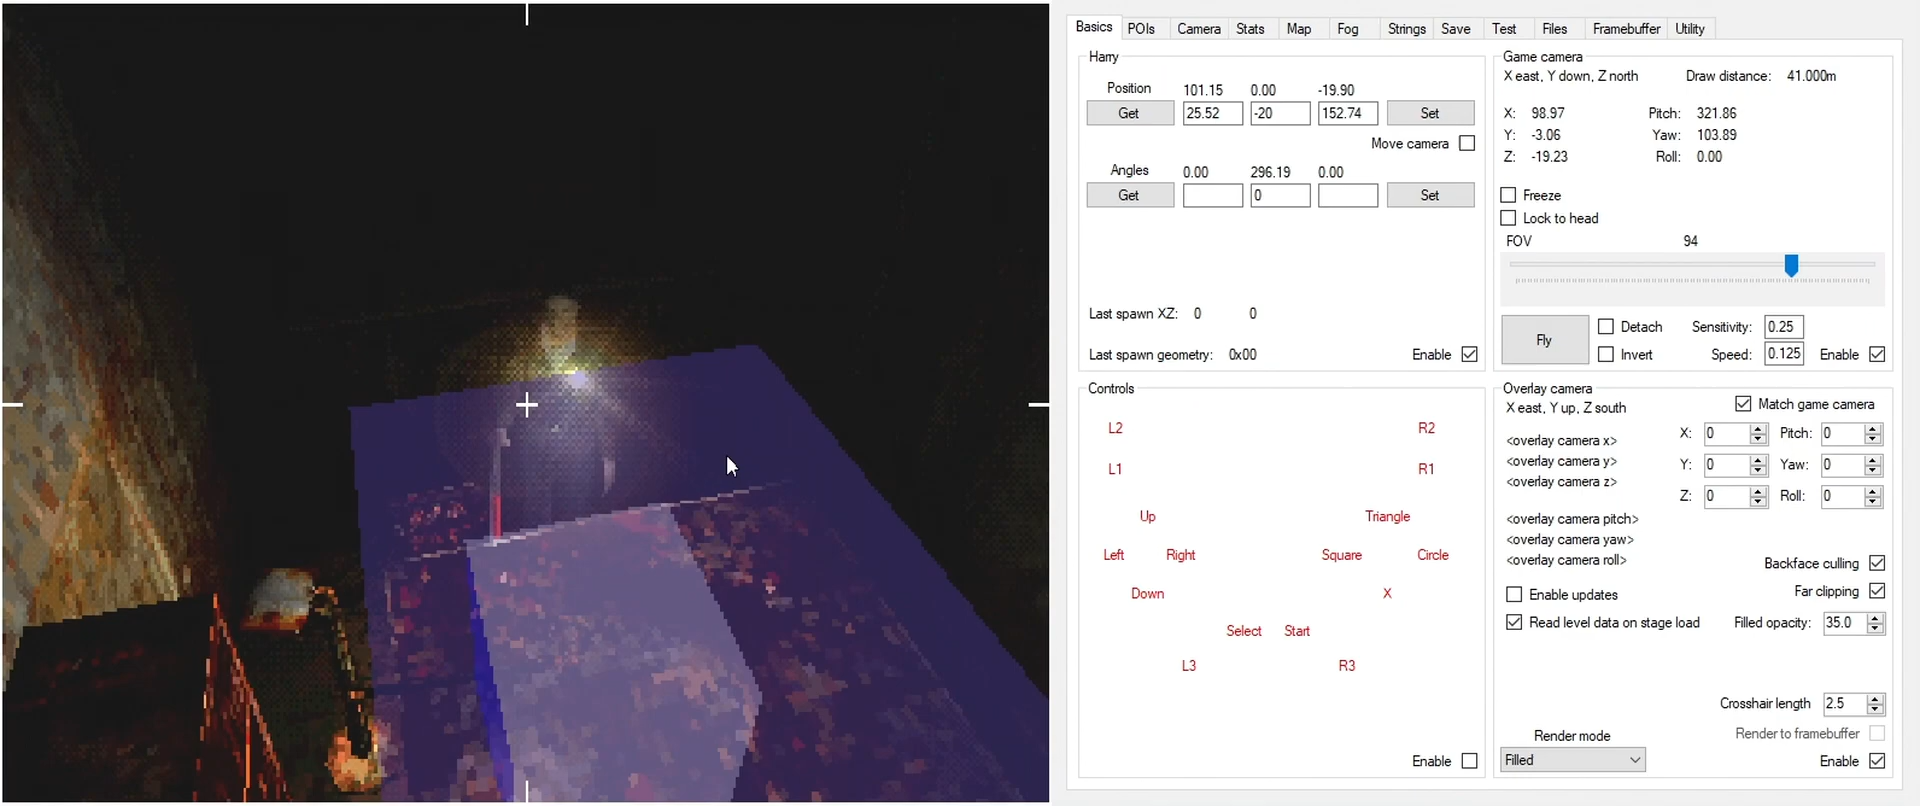 Basics POIs Camera Stats Map Fog Strings Save Test Files Framebuffer Utility
Harry
Position 101.15 0.00 -19.90
Get 25.52 -20 152.74 Set
Move camera
Angles 0.00 296.19 0.00
Get 0 Set
Last spawn XZ: 0 0
Last spawn geometry: 0x00 Enable
Game camera
X east, Y down, Z north Draw distance: 41.000m
X: 98.97 Pitch: 321.86
Y: -3.06 Yaw: 103.89
Z: -19.23 Roll: 0.00
Freeze
Lock to head
FOV 94
Fly Detach Sensitivity: 0.25
Invert Speed: 0.125 Enable
Controls
L2 R2
L1 R1
Up Triangle
Left Right Square Circle
Down X
Select Start
L3 R3
Enable
Overlay camera
X east, Y up, Z south Match game camera
<overlay camera x> X: 0 Pitch: 0
<overlay camera y> Y: 0 Yaw: 0
<overlay camera z> Z: 0 Roll: 0
<overlay camera pitch>
<overlay camera yaw>
<overlay camera roll> Backface culling
Enable updates Far clipping
Read level data on stage load Filled opacity: 35.0
Crosshair length 2.5
Render mode Render to framebuffer
Filled Enable